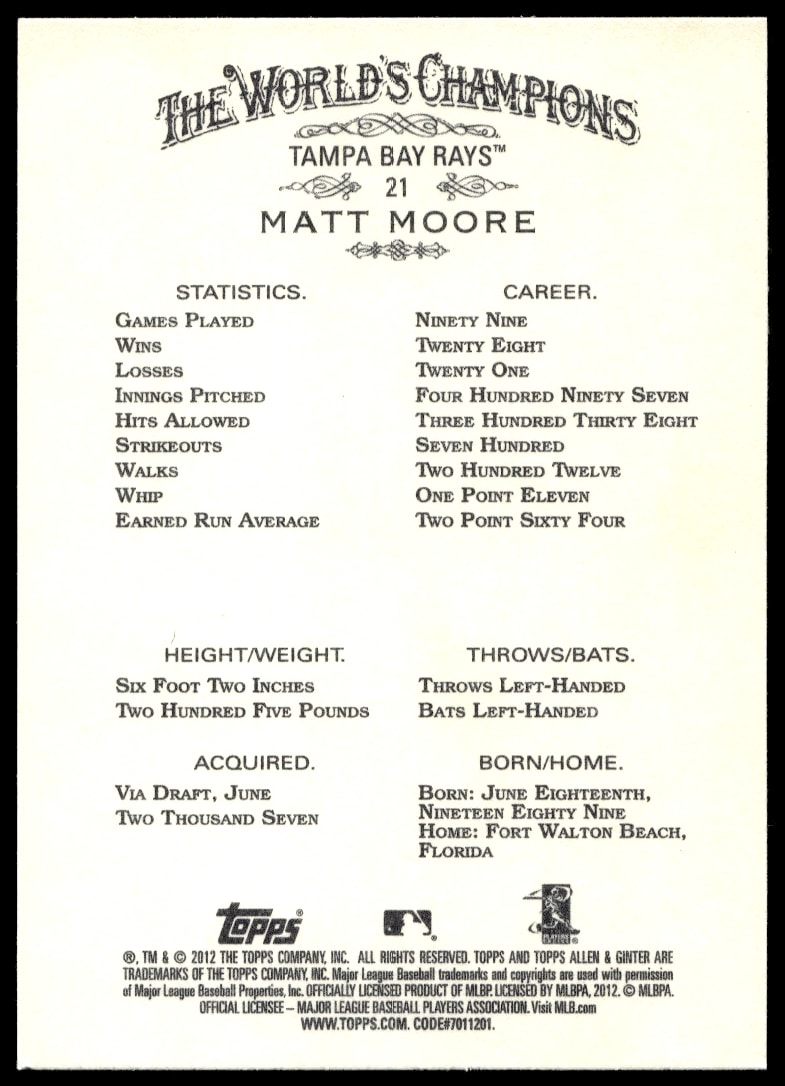 THE WORLD'S CHAMPIONS
TAMPA BAY RAYS™
21
MATT MOORE
STATISTICS. CAREER.
GAMES PLAYED NINETY NINE
WINS TWENTY EIGHT
LOSSES TWENTY ONE
INNINGS PITCHED FOUR HUNDRED NINETY SEVEN
HITS ALLOWED THREE HUNDRED THIRTY EIGHT
STRIKEOUTS SEVEN HUNDRED
WALKS TWO HUNDRED TWELVE
WHIP ONE POINT ELEVEN
EARNED RUN AVERAGE TWO POINT SIXTY FOUR
HEIGHT/WEIGHT. THROWS/BATS.
SIX FOOT TWO INCHES THROWS LEFT-HANDED
TWO HUNDRED FIVE POUNDS BATS LEFT-HANDED
ACQUIRED. BORN/HOME.
VIA DRAFT, JUNE BORN: JUNE EIGHTEENTH,
TWO THOUSAND SEVEN NINETEEN EIGHTY NINE
HOME: FORT WALTON BEACH,
FLORIDA
TOPPS®
®, TM & © 2012 THE TOPPS COMPANY, INC. ALL RIGHTS RESERVED. TOPPS AND TOPPS ALLEN & GINTER ARE
TRADEMARKS OF THE TOPPS COMPANY, INC. Major League Baseball trademarks and copyrights are used with permission
of Major League Baseball Properties, Inc. OFFICIALLY LICENSED PRODUCT OF MLBP. LICENSED BY MLBPA, 2012. © MLBPA.
OFFICIAL LICENSEE – MAJOR LEAGUE BASEBALL PLAYERS ASSOCIATION. Visit MLB.com
WWW.TOPPS.COM. CODE#7011201.